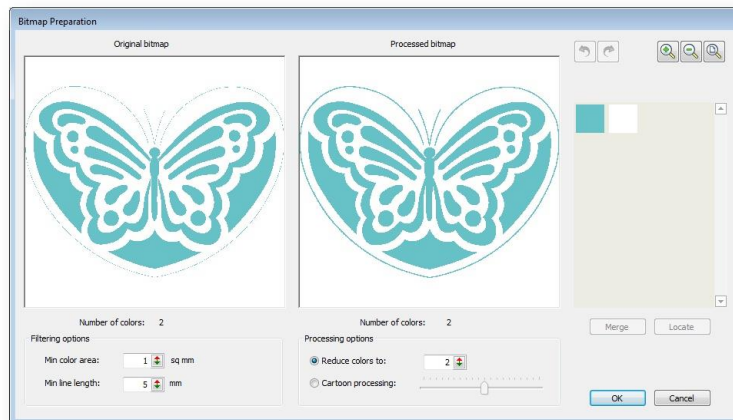 Bitmap Preparation
Original bitmap
Processed bitmap
Number of colors: 2
Number of colors: 2
Filtering options
Min color area: 1 sq mm
Min line length: 5 mm
Processing options
Reduce colors to: 2
Cartoon processing:
Merge
Locate
OK
Cancel